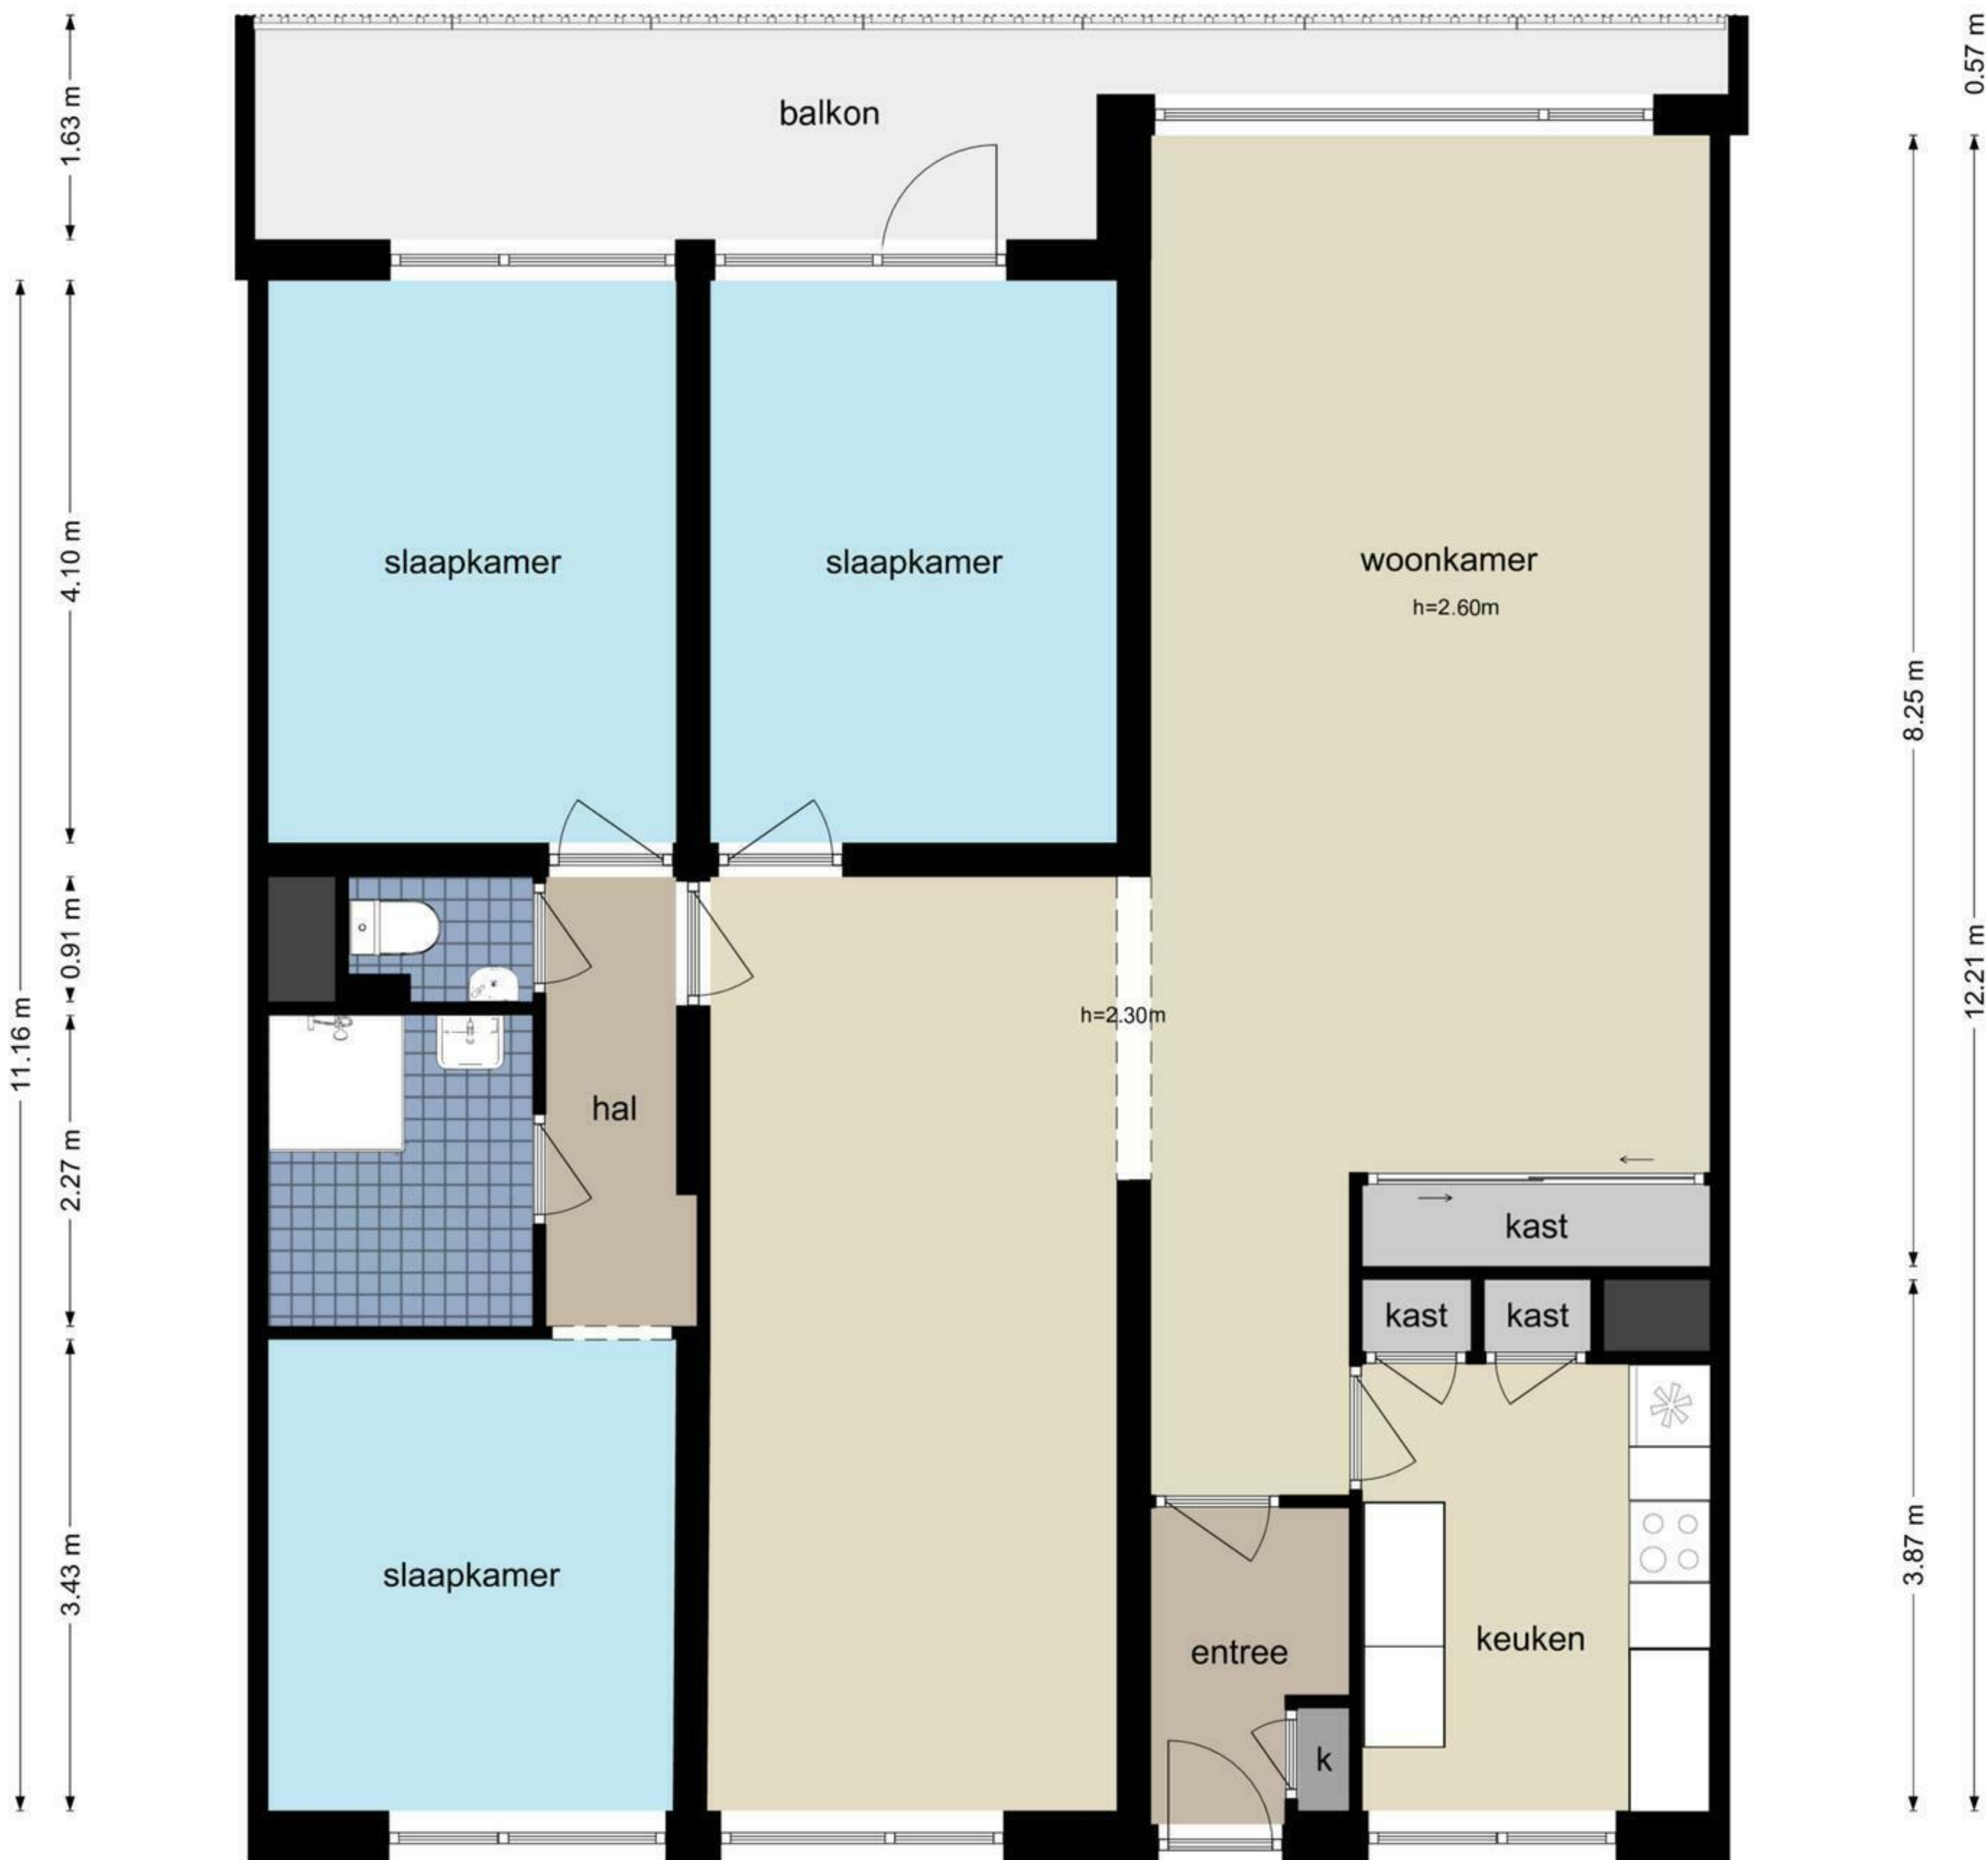 balkon
slaapkamer
slaapkamer
woonkamer
h=2.60m
h=2.30m
hal
kast
kast
kast
slaapkamer
entree
keuken
k
1.63 m
4.10 m
0.91 m
2.27 m
3.43 m
11.16 m
0.57 m
8.25 m
12.21 m
3.87 m